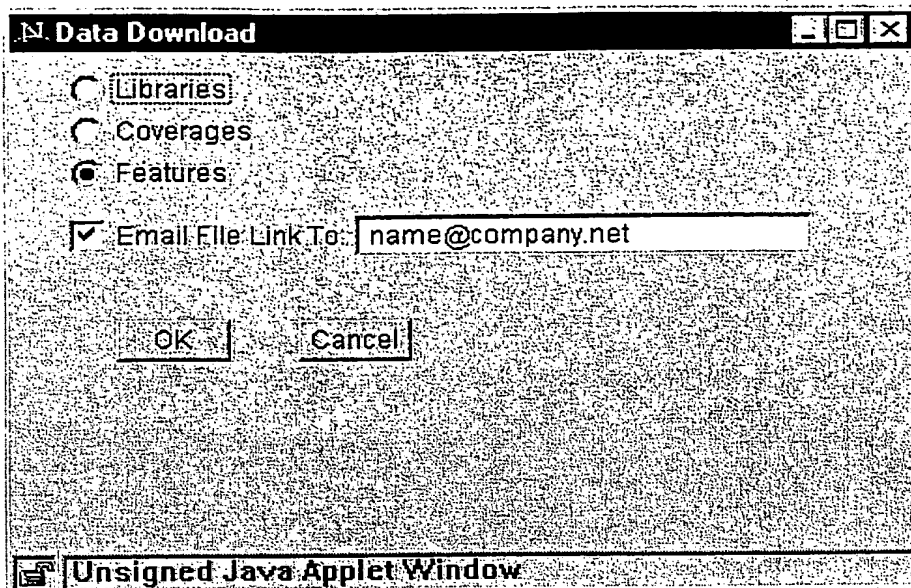 Data Download
Libraries
Coverages
Features
Email File Link To: name@company.net
OK Cancel
Unsigned Java Applet Window